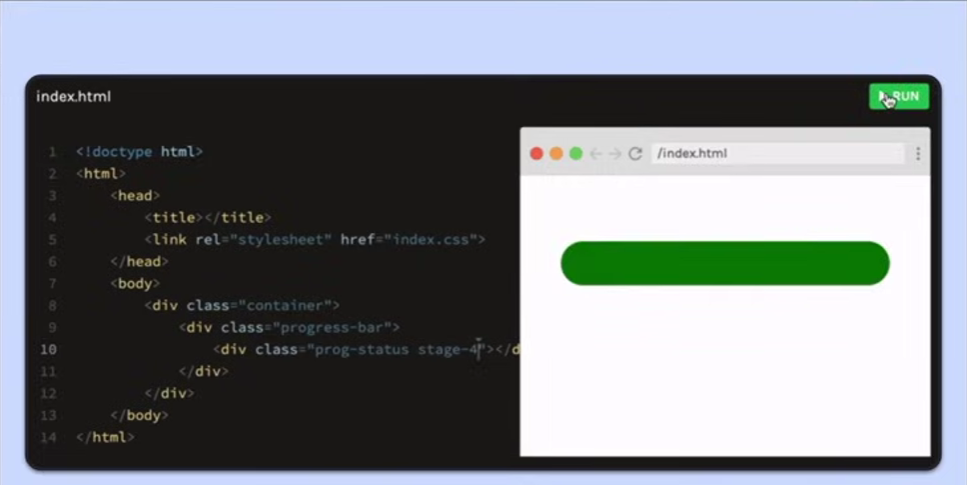 index.html
RUN
/index.html
1 <!doctype html>
2 <html>
3 <head>
4 <title></title>
5 <link rel="stylesheet" href="index.css">
6 </head>
7 <body>
8 <div class="container">
9 <div class="progress-bar">
10 <div class="prog-status stage-4"></d
11 </div>
12 </div>
13 </body>
14 </html>